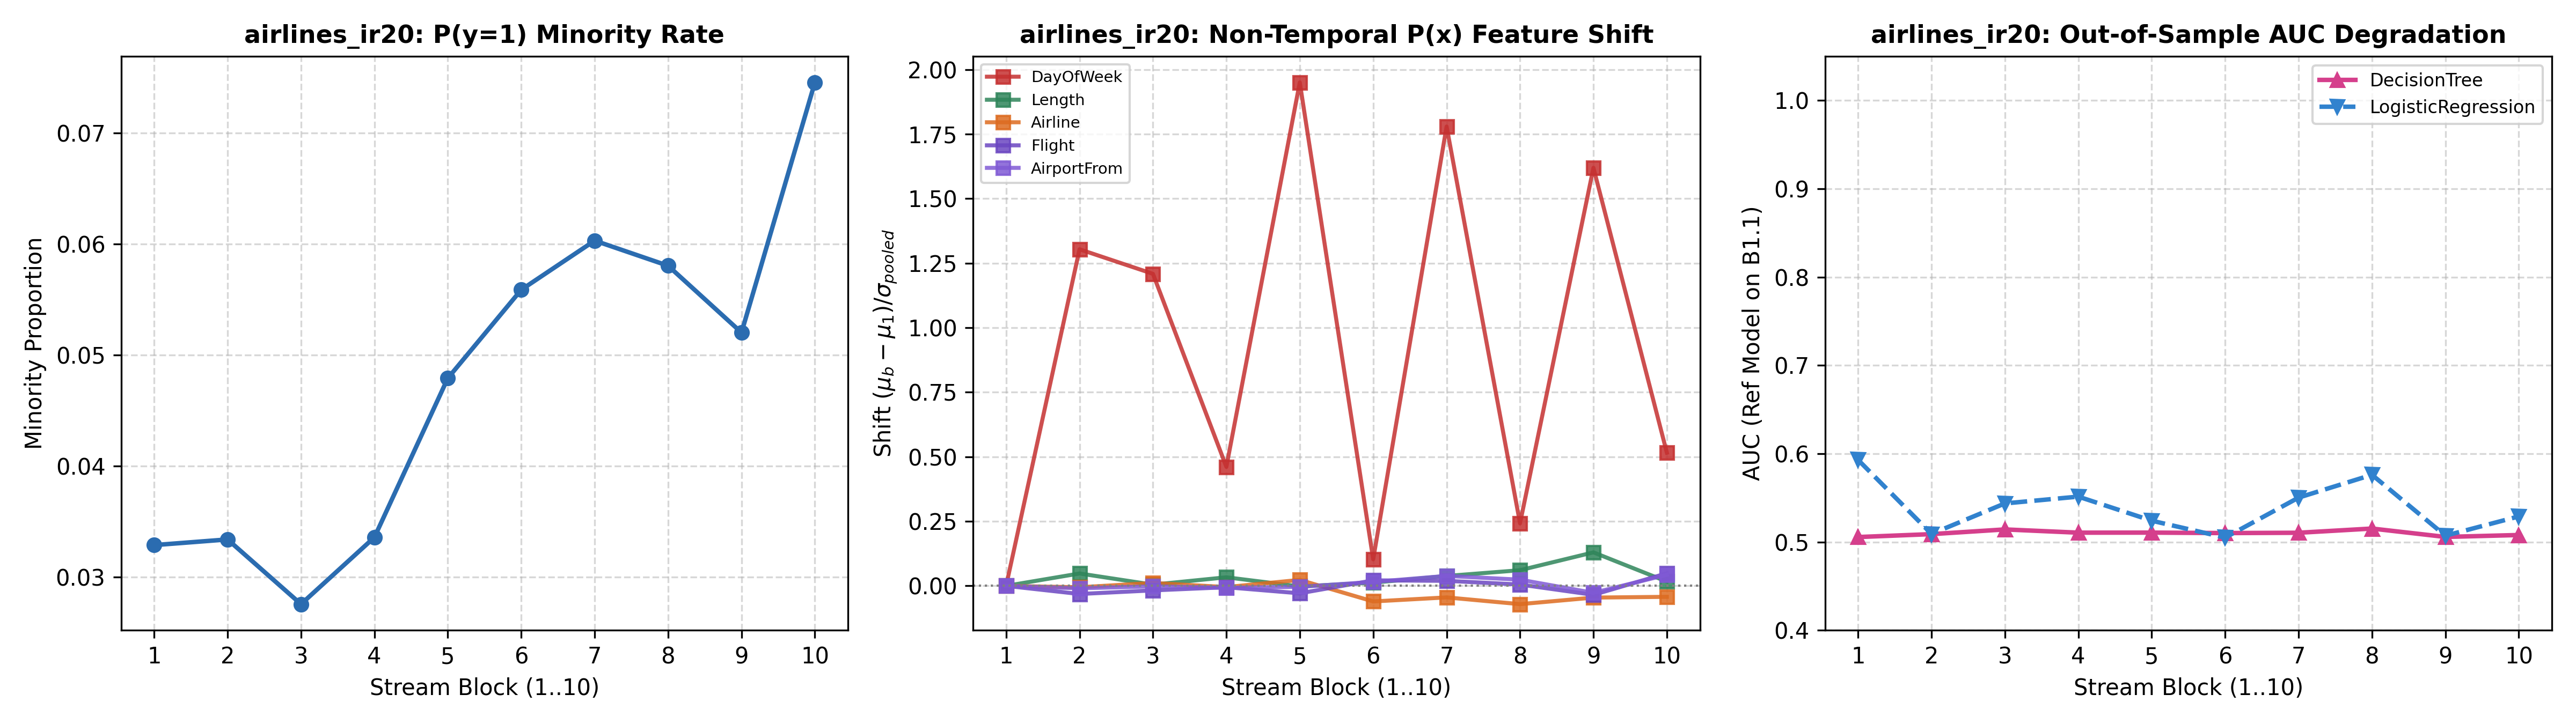 airlines_ir20: P(y=1) Minority Rate
Minority Proportion
0.07
0.06
0.05
0.04
0.03
1 2 3 4 5 6 7 8 9 10
Stream Block (1..10)
airlines_ir20: Non-Temporal P(x) Feature Shift
Shift (μb − μ1)/σpooled
2.00
1.75
1.50
1.25
1.00
0.75
0.50
0.25
0.00
DayOfWeek
Length
Airline
Flight
AirportFrom
1 2 3 4 5 6 7 8 9 10
Stream Block (1..10)
airlines_ir20: Out-of-Sample AUC Degradation
AUC (Ref Model on B1.1)
1.0
0.9
0.8
0.7
0.6
0.5
0.4
DecisionTree
LogisticRegression
1 2 3 4 5 6 7 8 9 10
Stream Block (1..10)